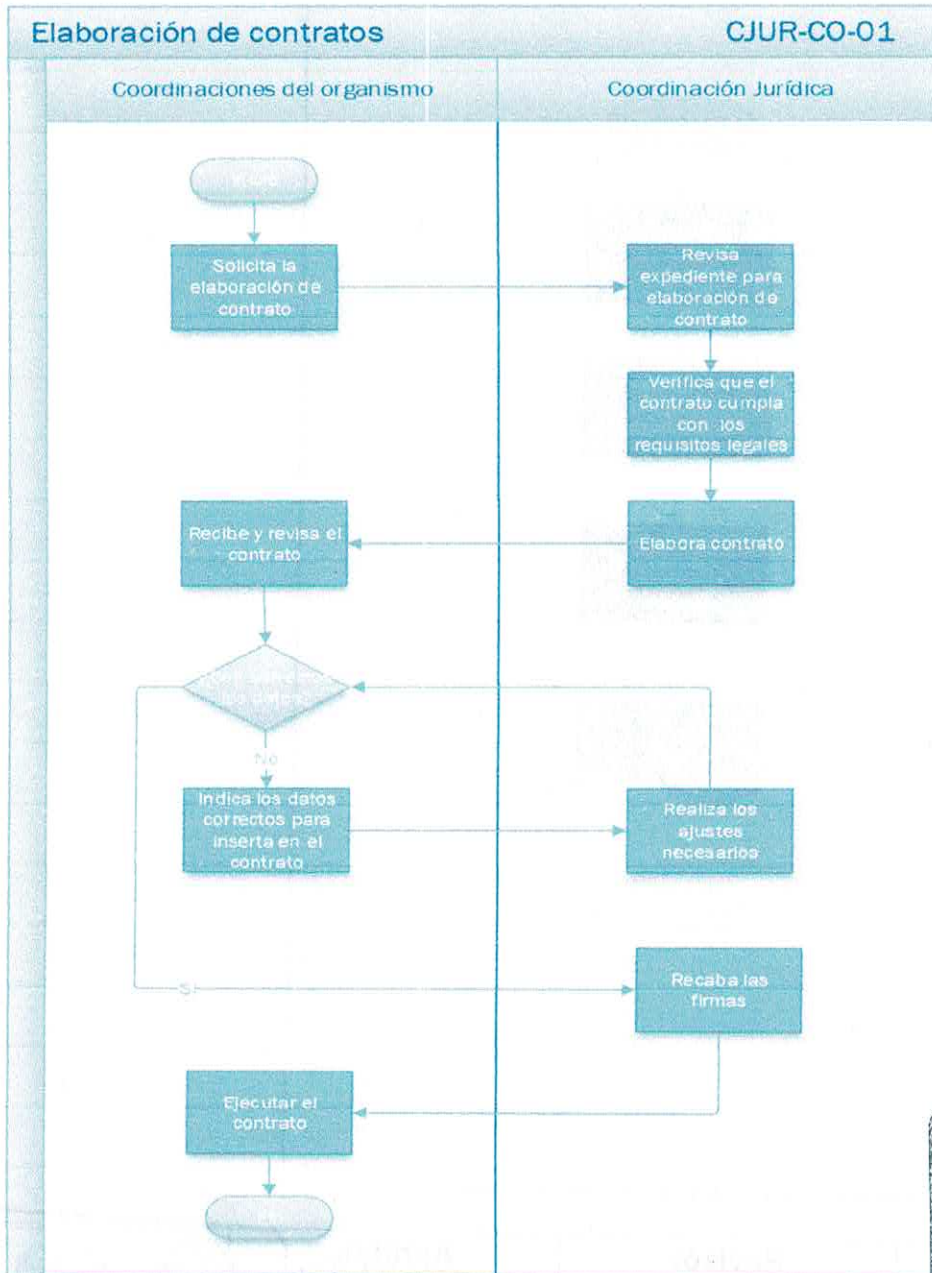 Elaboración de contratos
CJUR-CO-01
Coordinaciones del organismo
Coordinación Jurídica
Solicita la
elaboración de
contrato
Revisa
expediente para
elaboración de
contrato
Verifica que el
contrato cumpla
con los
requisitos legales
Elabora contrato
Recibe y revisa el
contrato
No
Indica los datos
correctos para
inserta en el
contrato
Realiza los
ajustes
necesarios
Si
Recaba las
firmas
Ejecutar el
contrato